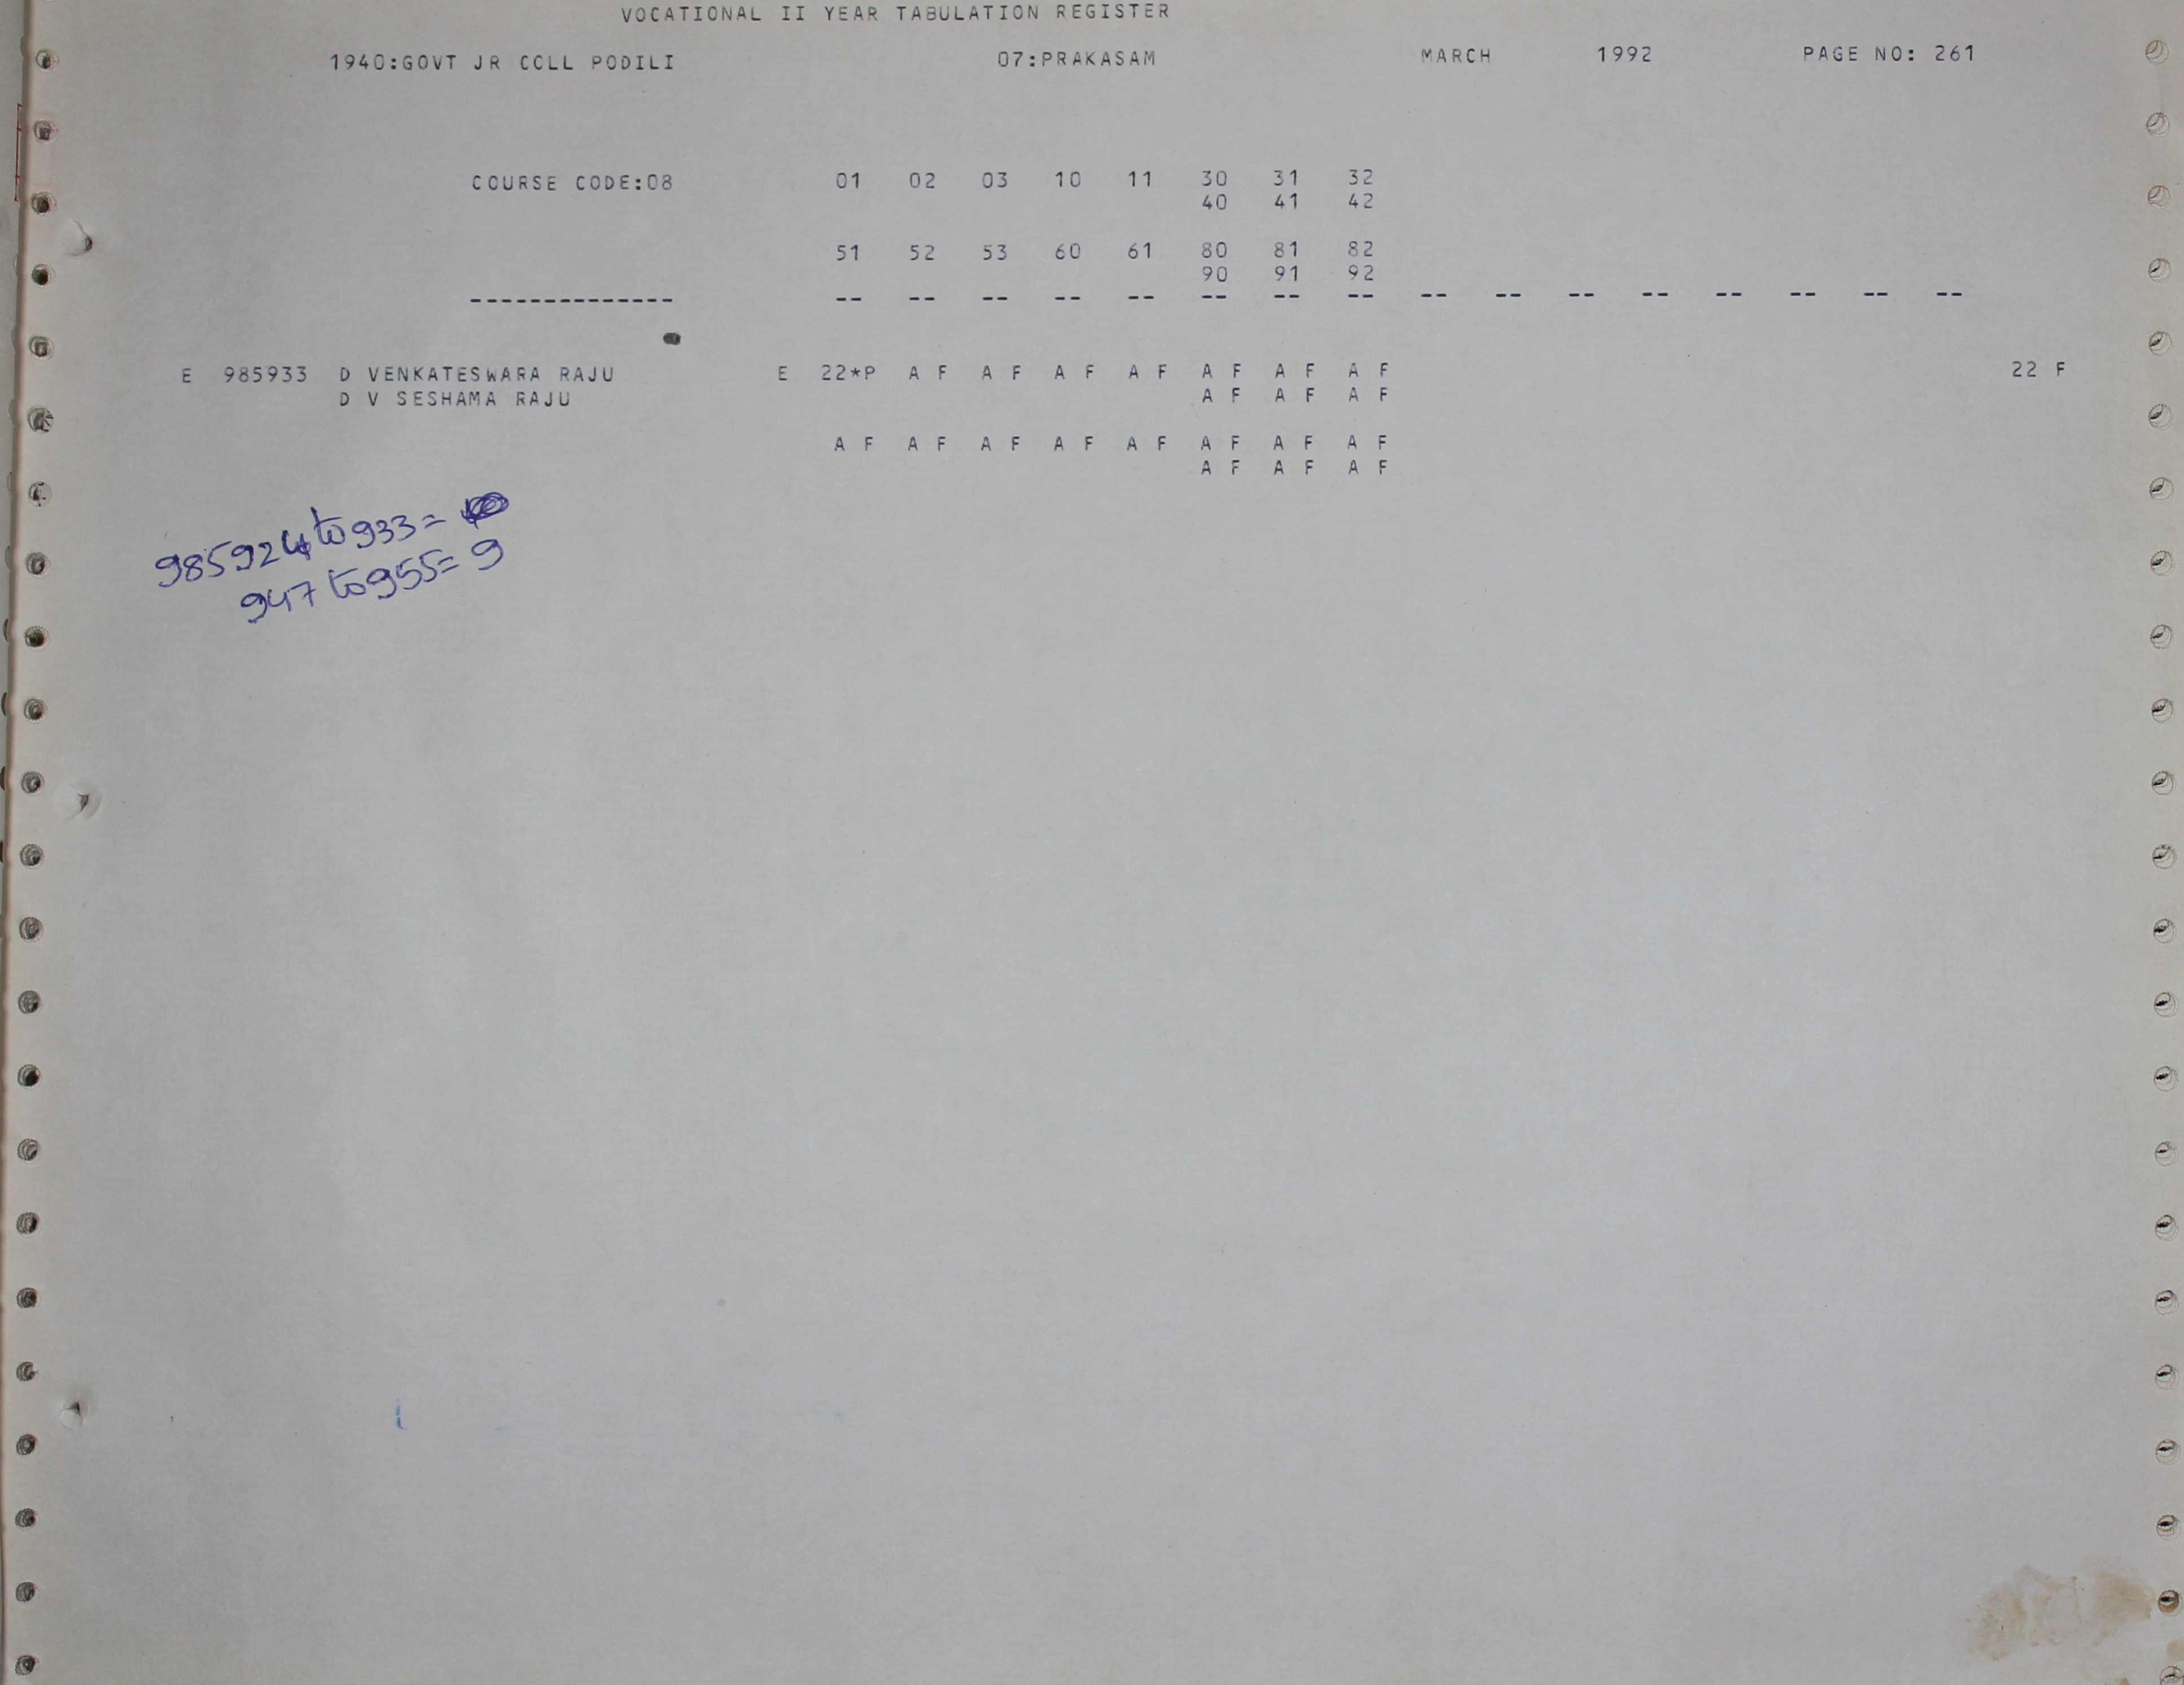 VOCATIONAL II YEAR TABULATION REGISTER
1940:GOVT JR COLL PODILI 07:PRAKASAM MARCH 1992 PAGE NO: 261
COURSE CODE:08 01 02 03 10 11 30 31 32
40 41 42
51 52 53 60 61 80 81 82
90 91 92
-------------- -- -- -- -- -- -- -- -- -- -- -- -- -- -- -- --
E 985933 D VENKATESWARA RAJU E 22*P A F A F A F A F A F A F A F 22 F
D V SESHAMA RAJU A F A F A F
A F A F A F A F A F A F A F A F
A F A F A F
985924 to 933 =
947 to 955 = 9